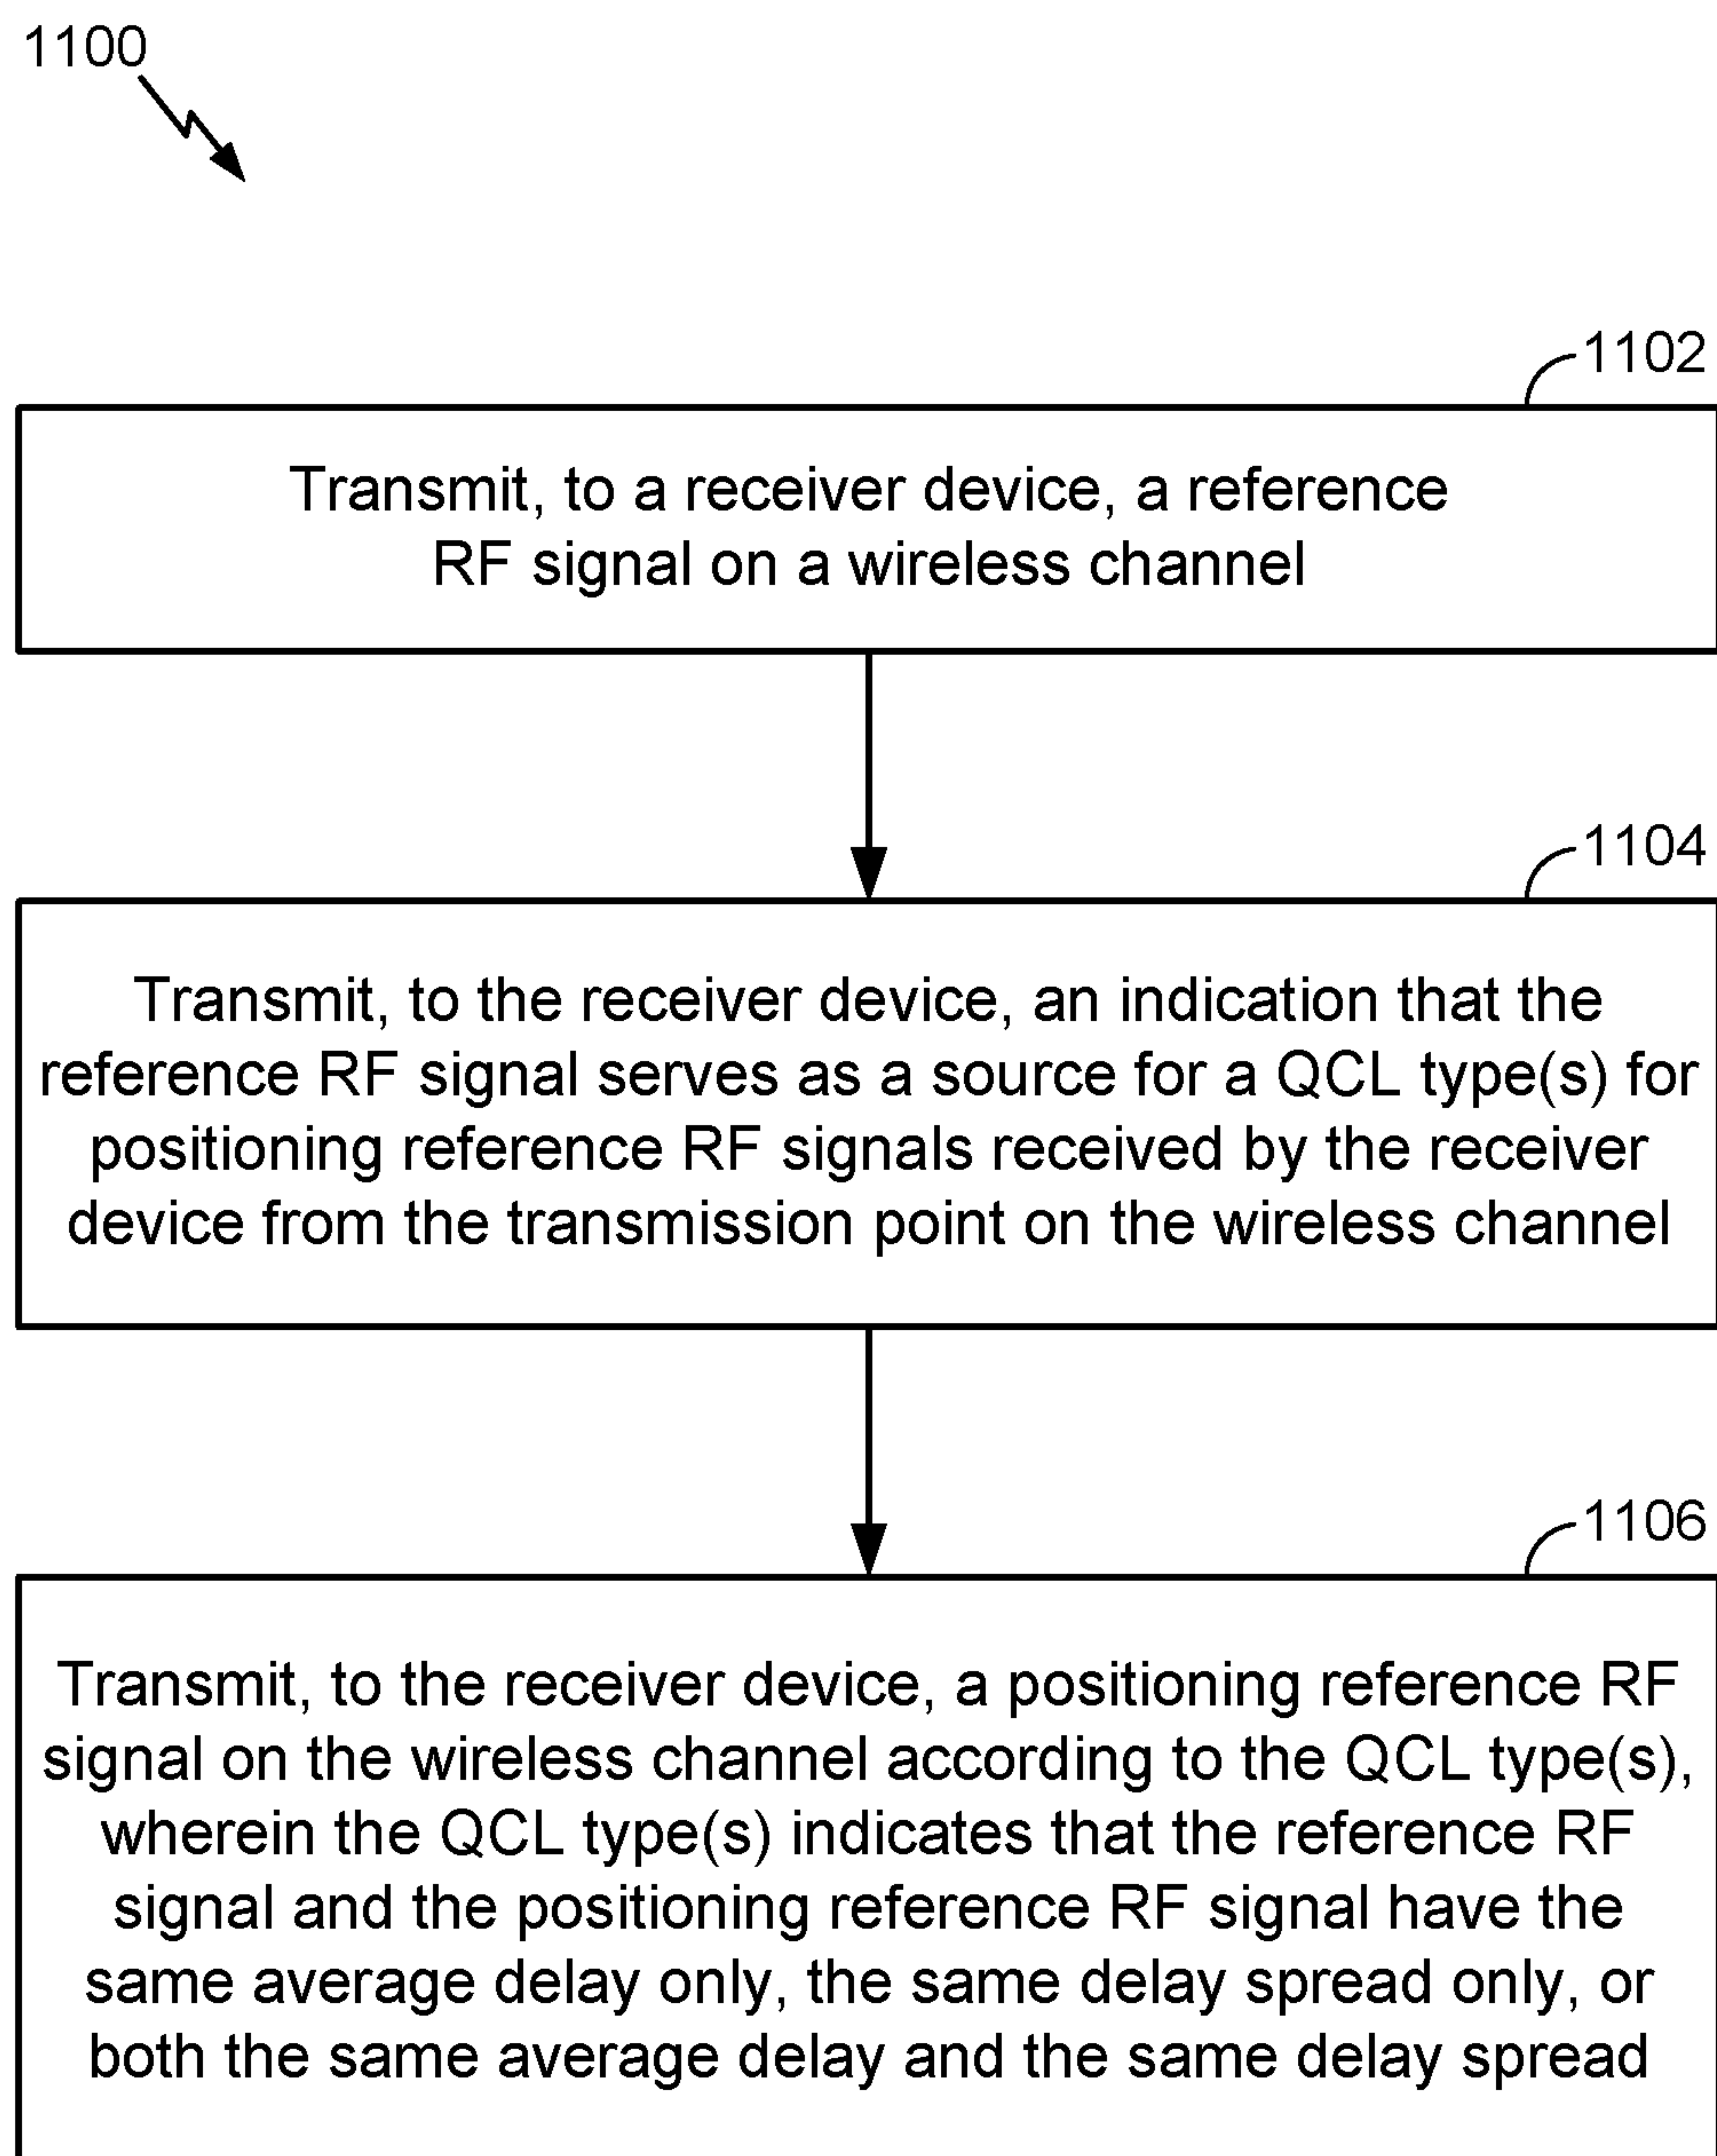 1100
1102
Transmit, to a receiver device, a reference
RF signal on a wireless channel
1104
Transmit, to the receiver device, an indication that the
reference RF signal serves as a source for a QCL type(s) for
positioning reference RF signals received by the receiver
device from the transmission point on the wireless channel
1106
Transmit, to the receiver device, a positioning reference RF
signal on the wireless channel according to the QCL type(s),
wherein the QCL type(s) indicates that the reference RF
signal and the positioning reference RF signal have the
same average delay only, the same delay spread only, or
both the same average delay and the same delay spread